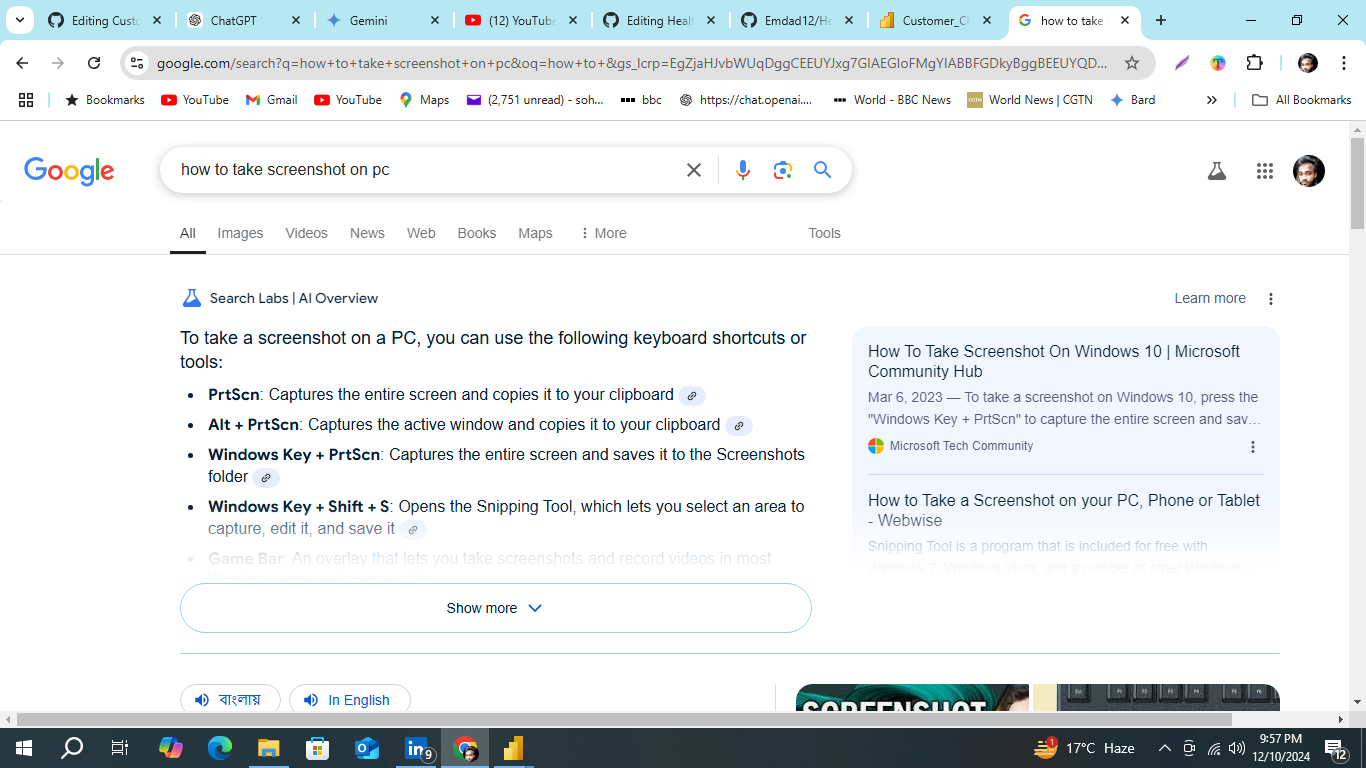 Editing Custo
ChatGPT
Gemini
(12) YouTube
Editing Healt
Emdad12/He
Customer_Ch
how to take s
google.com/search?q=how+to+take+screenshot+on+pc&oq=how+to+&gs_lcrp=EgZjaHJvbWUqDggCEEUYJxg7GIAEGIoFMgYIABBFGDkyBggBEEUYQD...
Bookmarks
YouTube
Gmail
YouTube
Maps
(2,751 unread) - soh...
bbc
https://chat.openai....
World - BBC News
CGTN
World News | CGTN
Bard
All Bookmarks
Google
how to take screenshot on pc
All
Images
Videos
News
Web
Books
Maps
More
Tools
Search Labs | AI Overview
Learn more
To take a screenshot on a PC, you can use the following keyboard shortcuts or
tools:
• PrtScn: Captures the entire screen and copies it to your clipboard
• Alt + PrtScn: Captures the active window and copies it to your clipboard
• Windows Key + PrtScn: Captures the entire screen and saves it to the Screenshots
folder
• Windows Key + Shift + S: Opens the Snipping Tool, which lets you select an area to
capture, edit it, and save it
• Game Bar: An overlay that lets you take screenshots and record videos in most
Show more
How To Take Screenshot On Windows 10 | Microsoft
Community Hub
Mar 6, 2023 — To take a screenshot on Windows 10, press the
"Windows Key + PrtScn" to capture the entire screen and sav...
Microsoft Tech Community
How to Take a Screenshot on your PC, Phone or Tablet
- Webwise
Snipping Tool is a program that is included for free with
Windows 7, Windows Vista, and a number of other Windows
বাংলায়
In English
SCREENSHOT
9
1
17°C Haze
9:57 PM
12/10/2024
12